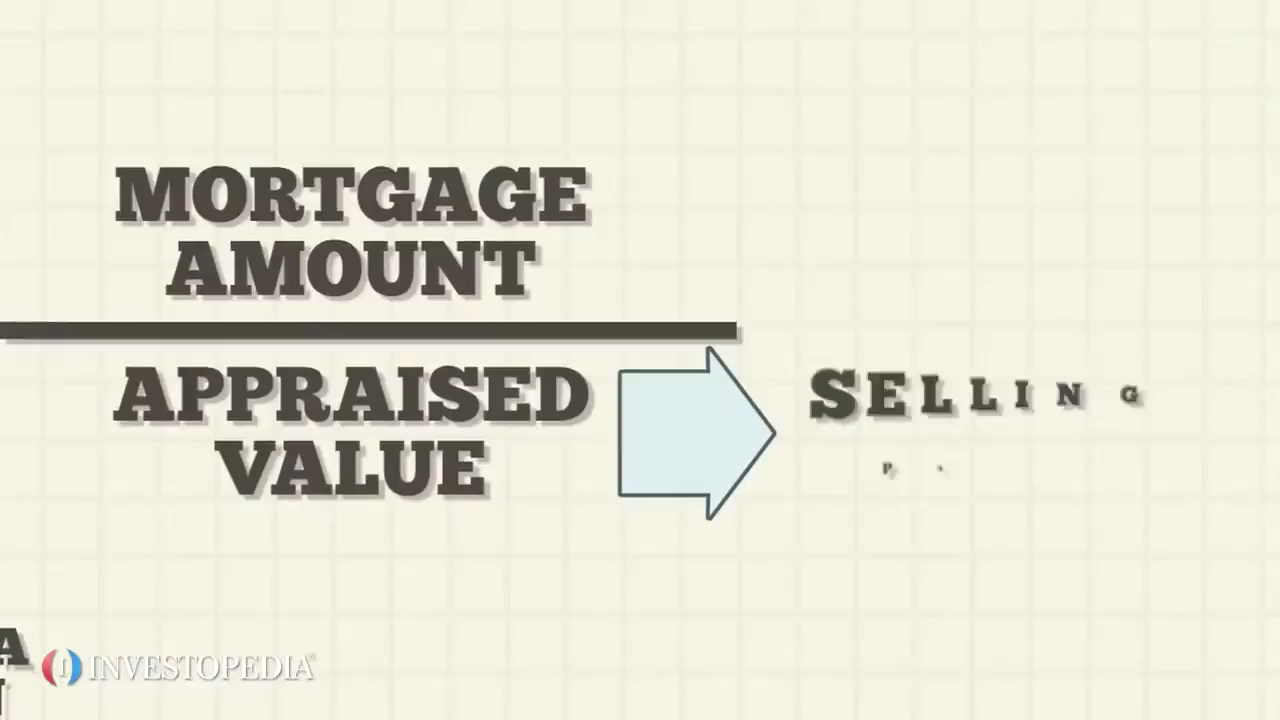 MORTGAGE
AMOUNT
APPRAISED
VALUE
SELLING
P
A
INVESTOPEDIA